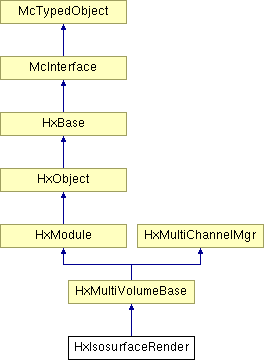 McTypedObject
McInterface
HxBase
HxObject
HxModule
HxMultiChannelMgr
HxMultiVolumeBase
HxIsosurfaceRender